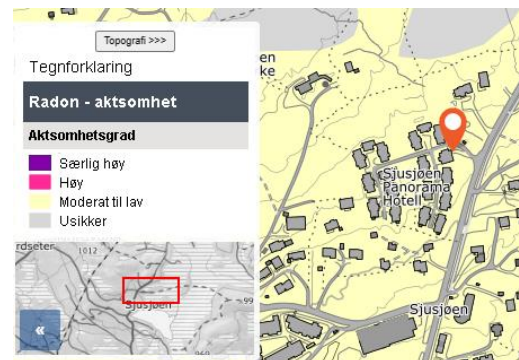 Topografi >>>
Tegnforklaring
Radon - aktsomhet
Aktsomhetsgrad
Særlig høy
Høy
Moderat til lav
Usikker
1012
Sjusjøen
960
«
en
ke
Sjusjøen
Panorama
Hotell
Sjusjøen